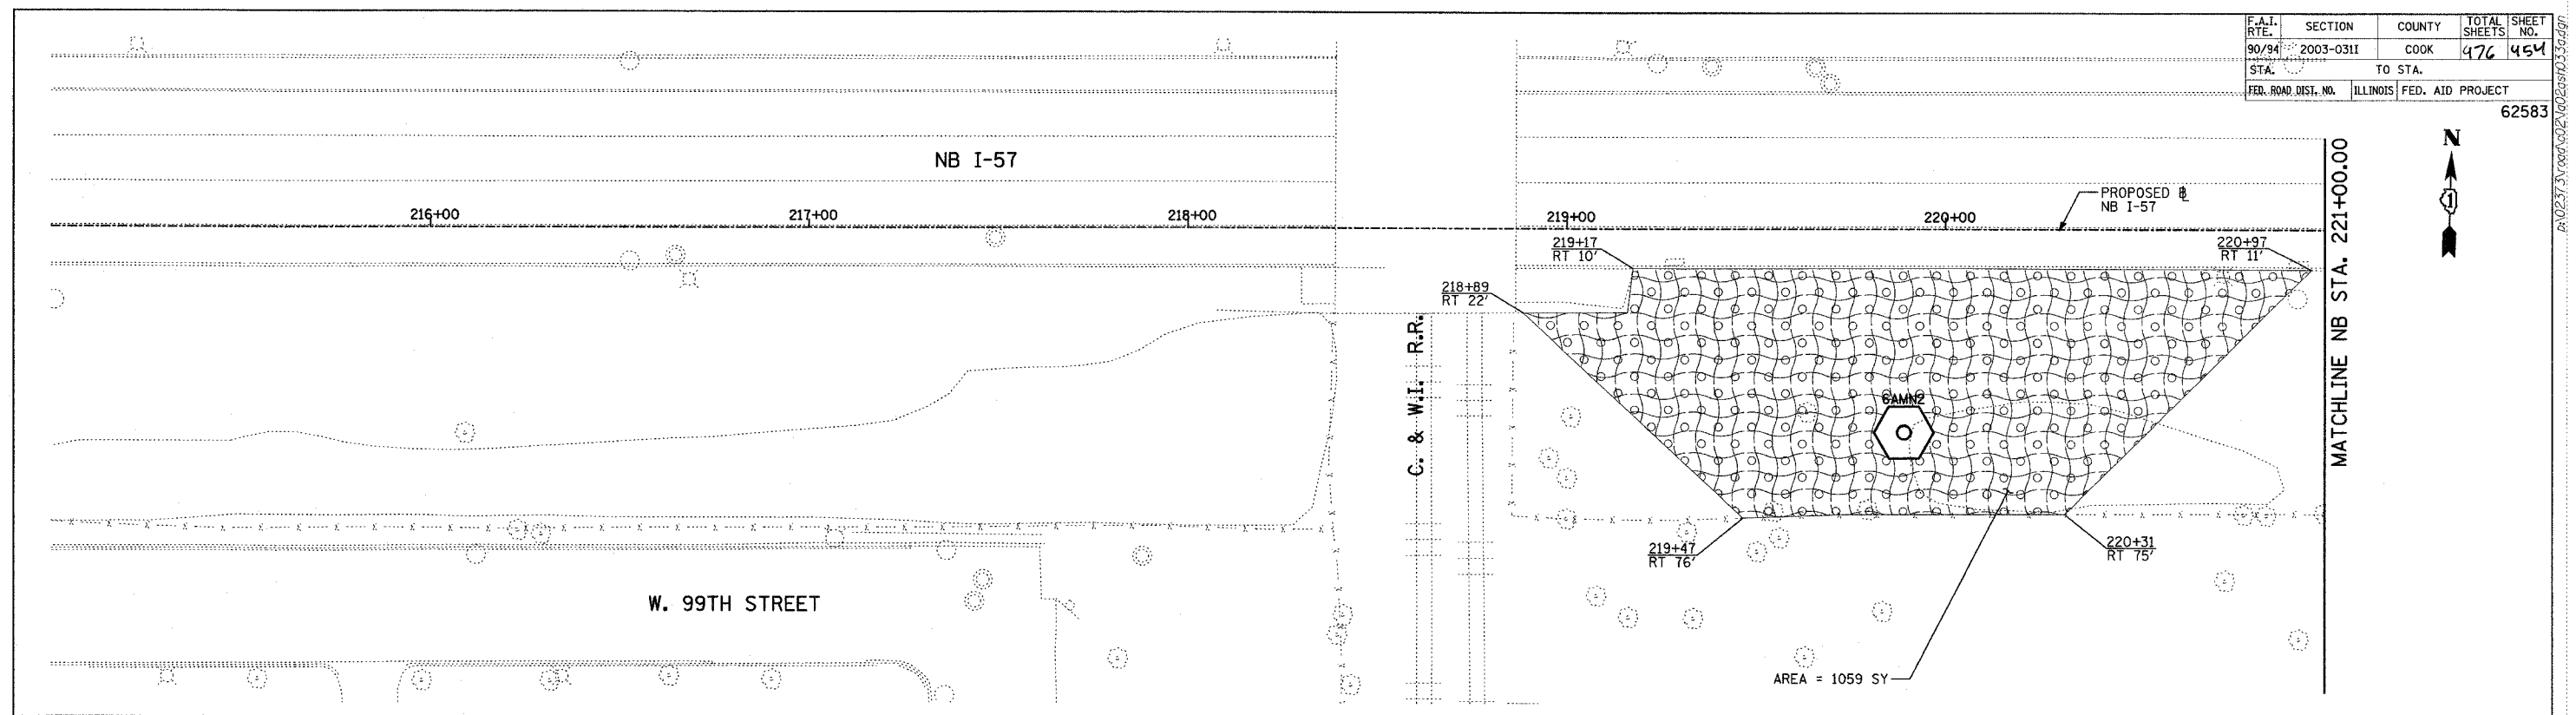 F.A.I. RTE. SECTION COUNTY TOTAL SHEETS SHEET NO.
90/94 2003-031I COOK 976 954
STA. TO STA.
FED. ROAD DIST. NO. ILLINOIS FED. AID PROJECT
62583
N
1
NB I-57
PROPOSED B
NB I-57
216+00 217+00 218+00 219+00 220+00
219+17
RT 10'
220+97
RT 11'
218+89
RT 22'
MATCHLINE NB STA. 221+00.00
C. & W.I. R.R.
6AMN2
219+47
RT 76'
220+31
RT 75'
W. 99TH STREET
AREA = 1059 SY